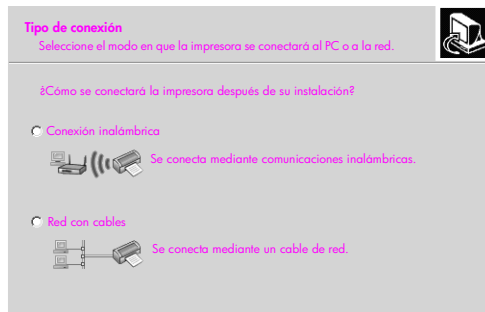 Tipo de conexión
Seleccione el modo en que la impresora se conectará al PC o a la red.
¿Cómo se conectará la impresora después de su instalación?
Conexión inalámbrica
Se conecta mediante comunicaciones inalámbricas.
Red con cables
Se conecta mediante un cable de red.